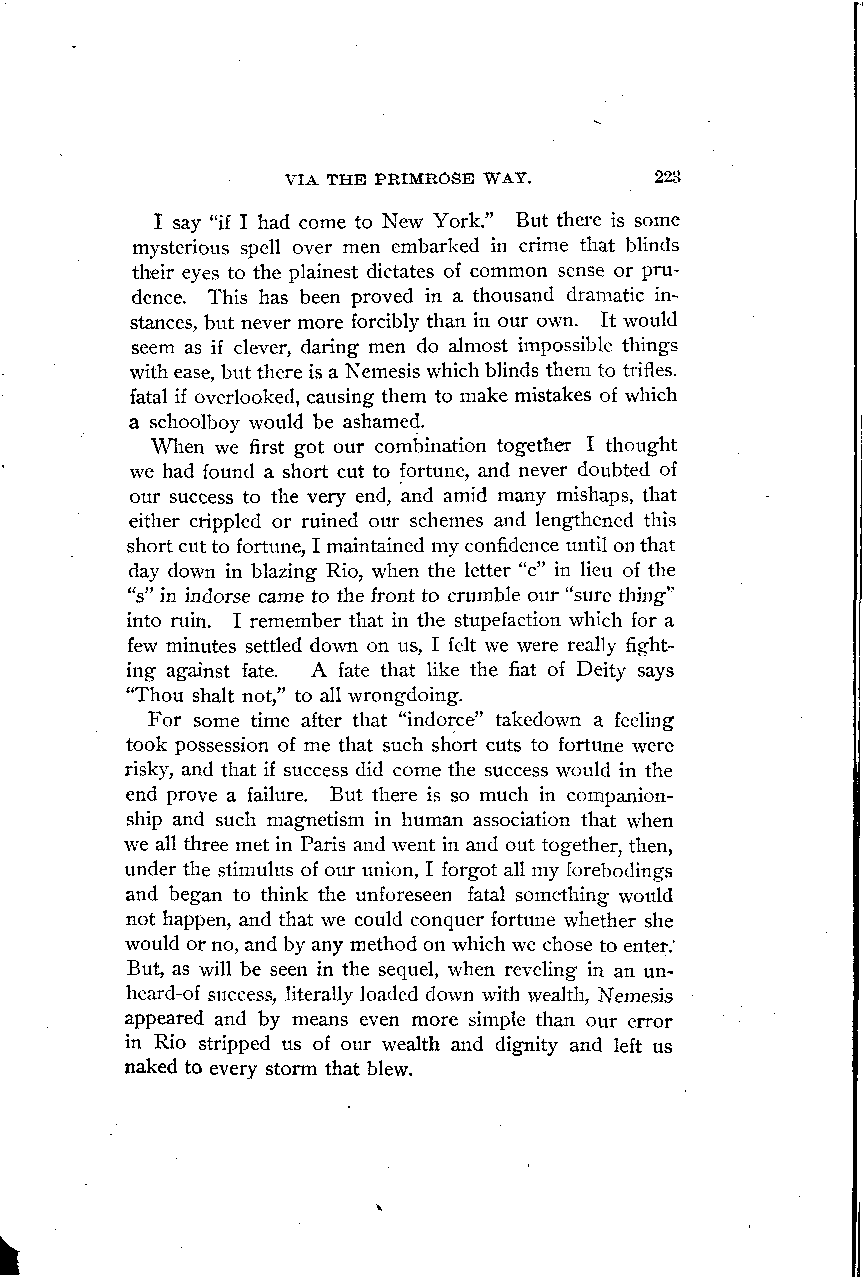 VIA THE PRIMROSE WAY. 223
I say "if I had come to New York." But there is some
mysterious spell over men embarked in crime that blinds
their eyes to the plainest dictates of common sense or pru-
dence. This has been proved in a thousand dramatic in-
stances, but never more forcibly than in our own. It would
seem as if clever, daring men do almost impossible things
with ease, but there is a Nemesis which blinds them to trifles.
fatal if overlooked, causing them to make mistakes of which
a schoolboy would be ashamed.
When we first got our combination together I thought
we had found a short cut to fortune, and never doubted of
our success to the very end, and amid many mishaps, that
either crippled or ruined our schemes and lengthened this
short cut to fortune, I maintained my confidence until on that
day down in blazing Rio, when the letter "c" in lieu of the
"s" in indorse came to the front to crumble our "sure thing"
into ruin. I remember that in the stupefaction which for a
few minutes settled down on us, I felt we were really fight-
ing against fate. A fate that like the fiat of Deity says
"Thou shalt not," to all wrongdoing.
For some time after that "indorce" takedown a feeling
took possession of me that such short cuts to fortune were
risky, and that if success did come the success would in the
end prove a failure. But there is so much in companion-
ship and such magnetism in human association that when
we all three met in Paris and went in and out together, then,
under the stimulus of our union, I forgot all my forebodings
and began to think the unforeseen fatal something would
not happen, and that we could conquer fortune whether she
would or no, and by any method on which we chose to enter.
But, as will be seen in the sequel, when reveling in an un-
heard-of success, literally loaded down with wealth, Nemesis
appeared and by means even more simple than our error
in Rio stripped us of our wealth and dignity and left us
naked to every storm that blew.